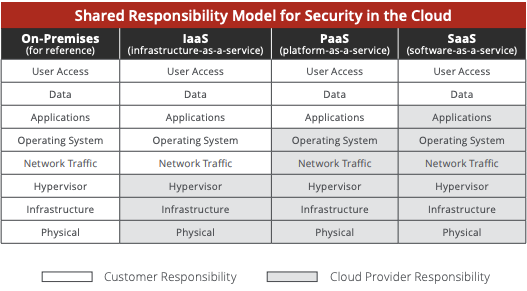 Shared Responsibility Model for Security in the Cloud
On-Premises IaaS PaaS SaaS
(for reference) (infrastructure-as-a-service) (platform-as-a-service) (software-as-a-service)
User Access User Access User Access User Access
Data Data Data Data
Applications Applications Applications Applications
Operating System Operating System Operating System Operating System
Network Traffic Network Traffic Network Traffic Network Traffic
Hypervisor Hypervisor Hypervisor Hypervisor
Infrastructure Infrastructure Infrastructure Infrastructure
Physical Physical Physical Physical
Customer Responsibility Cloud Provider Responsibility